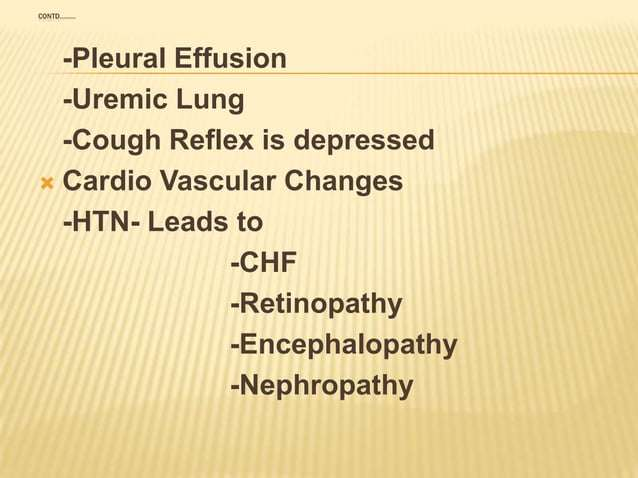 CONTD..........
-Pleural Effusion
-Uremic Lung
-Cough Reflex is depressed
Cardio Vascular Changes
-HTN- Leads to
-CHF
-Retinopathy
-Encephalopathy
-Nephropathy